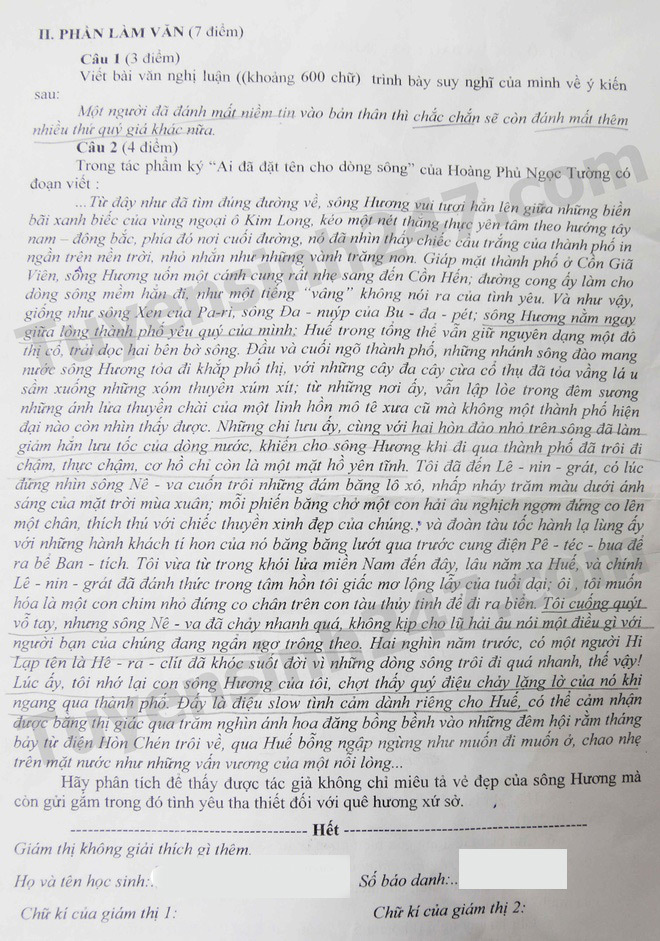 II. PHẦN LÀM VĂN (7 điểm)
Câu 1 (3 điểm)
Viết bài văn nghị luận ((khoảng 600 chữ) trình bày suy nghĩ của mình về ý kiến
sau:
Một người đã đánh mất niềm tin vào bản thân thì chắc chắn sẽ còn đánh mất thêm
nhiều thứ quý giá khác nữa.
Câu 2 (4 điểm)
Trong tác phẩm ký “Ai đã đặt tên cho dòng sông” của Hoàng Phủ Ngọc Tường có
đoạn viết :
...Từ đây như đã tìm đúng đường về, sông Hương vui tươi hẳn lên giữa những biền
bãi xanh biếc của vùng ngoại ô Kim Long, kéo một nét thẳng thực yên tâm theo hướng tây
nam – đông bắc, phía đó nơi cuối đường, nó đã nhìn thấy chiếc cầu trắng của thành phố in
ngần trên nền trời, nhỏ nhắn như những vành trăng non. Giáp mặt thành phố ở Cồn Giã
Viên, sông Hương uốn một cánh cung rất nhẹ sang đến Cồn Hến; đường cong ấy làm cho
dòng sông mềm hẳn đi, như một tiếng “vâng” không nói ra của tình yêu. Và như vậy,
giống như sông Xen của Pa-ri, sông Đa - nuýp của Bu - đa - pét; sông Hương nằm ngay
giữa lòng thành phố yêu quý của mình; Huế trong tổng thể vẫn giữ nguyên dạng một đô
thị cổ, trải dọc hai bên bờ sông. Đầu và cuối ngõ thành phố, những nhánh sông đào mang
nước sông Hương tỏa đi khắp phố thị, với những cây đa cây cừa cổ thụ đã tỏa vầng lá u
sầm xuống những xóm thuyền xúm xít; từ những nơi ấy, vẫn lập lòe trong đêm sương
những ánh lửa thuyền chài của một linh hồn mô tê xưa cũ mà không một thành phố hiện
đại nào còn nhìn thấy được. Những chi lưu ấy, cùng với hai hòn đảo nhỏ trên sông đã làm
giảm hẳn lưu tốc của dòng nước, khiến cho sông Hương khi đi qua thành phố đã trôi đi
chậm, thực chậm, cơ hồ chỉ còn là một mặt hồ yên tĩnh. Tôi đã đến Lê - nin - grát, có lúc
đứng nhìn sông Nê - va cuốn trôi những đám băng lô xô, nhấp nháy trăm màu dưới ánh
sáng của mặt trời mùa xuân; mỗi phiến băng chở một con hải âu nghịch ngợm đứng co lên
một chân, thích thú với chiếc thuyền xinh đẹp của chúng., và đoàn tàu tốc hành lạ lùng ấy
với những hành khách tí hon của nó băng băng lướt qua trước cung điện Pê - téc - bua để
ra bể Ban - tích. Tôi vừa từ trong khói lửa miền Nam đến đây, lâu năm xa Huế, và chính
Lê - nin - grát đã đánh thức trong tâm hồn tôi giấc mơ lộng lẫy của tuổi dại; ôi , tôi muốn
hóa là một con chim nhỏ đứng co chân trên con tàu thủy tinh để đi ra biển. Tôi cuống quýt
vỗ tay, nhưng sông Nê - va đã chảy nhanh quá, không kịp cho lũ hải âu nói một điều gì với
người bạn của chúng đang ngẩn ngơ trông theo. Hai nghìn năm trước, có một người Hi
Lạp tên là Hê - ra - clít đã khóc suốt đời vì những dòng sông trôi đi quá nhanh, thế vậy!
Lúc ấy, tôi nhớ lại con sông Hương của tôi, chợt thấy quý điệu chảy lặng lờ của nó khi
ngang qua thành phố. Đấy là điệu slow tình cảm dành riêng cho Huế, có thể cảm nhận
được bằng thị giác qua trăm nghìn ánh hoa đăng bồng bềnh vào những đêm hội rằm tháng
bảy từ điện Hòn Chén trôi về, qua Huế bỗng ngập ngừng như muốn đi muốn ở, chao nhẹ
trên mặt nước như những vấn vương của một nỗi lòng...
Hãy phân tích để thấy được tác giả không chỉ miêu tả vẻ đẹp của sông Hương mà
còn gửi gắm trong đó tình yêu tha thiết đối với quê hương xứ sở.
Hết
Giám thị không giải thích gì thêm.
Họ và tên học sinh:.
Số báo danh:..
Chữ kí của giám thị 1:
Chữ kí của giám thị 2:
Tuyensinh247.com
Tuyensinh247.com